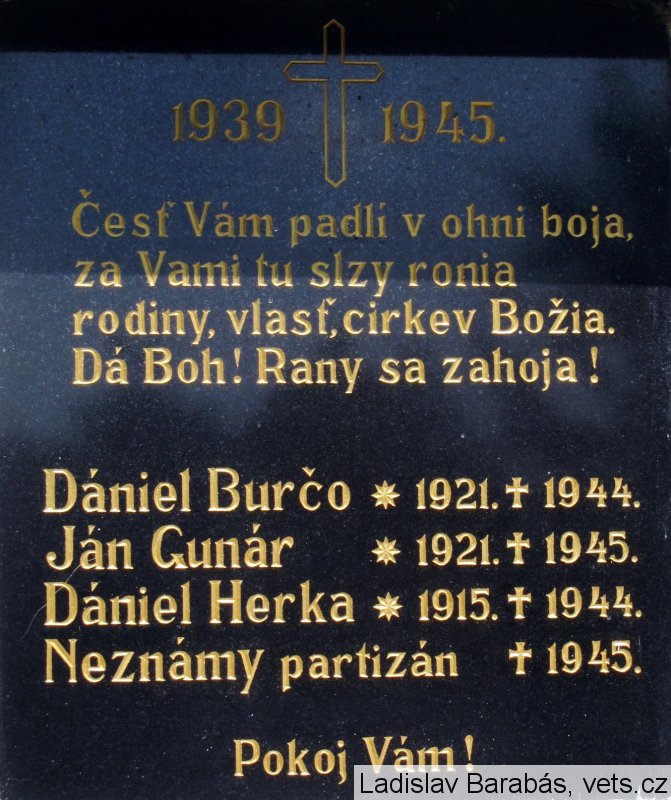 1939 1945.
Česť Vám padlí v ohni boja,
za Vami tu slzy ronia
rodiny, vlasť, cirkev Božia.
Dá Boh! Rany sa zahoja!
Dániel Burčo * 1921. ✝ 1944.
Ján Gunár * 1921. ✝ 1945.
Dániel Herka * 1915. ✝ 1944.
Neznámy partizán ✝ 1945.
Pokoj Vám!
Ladislav Barabás, vets.cz